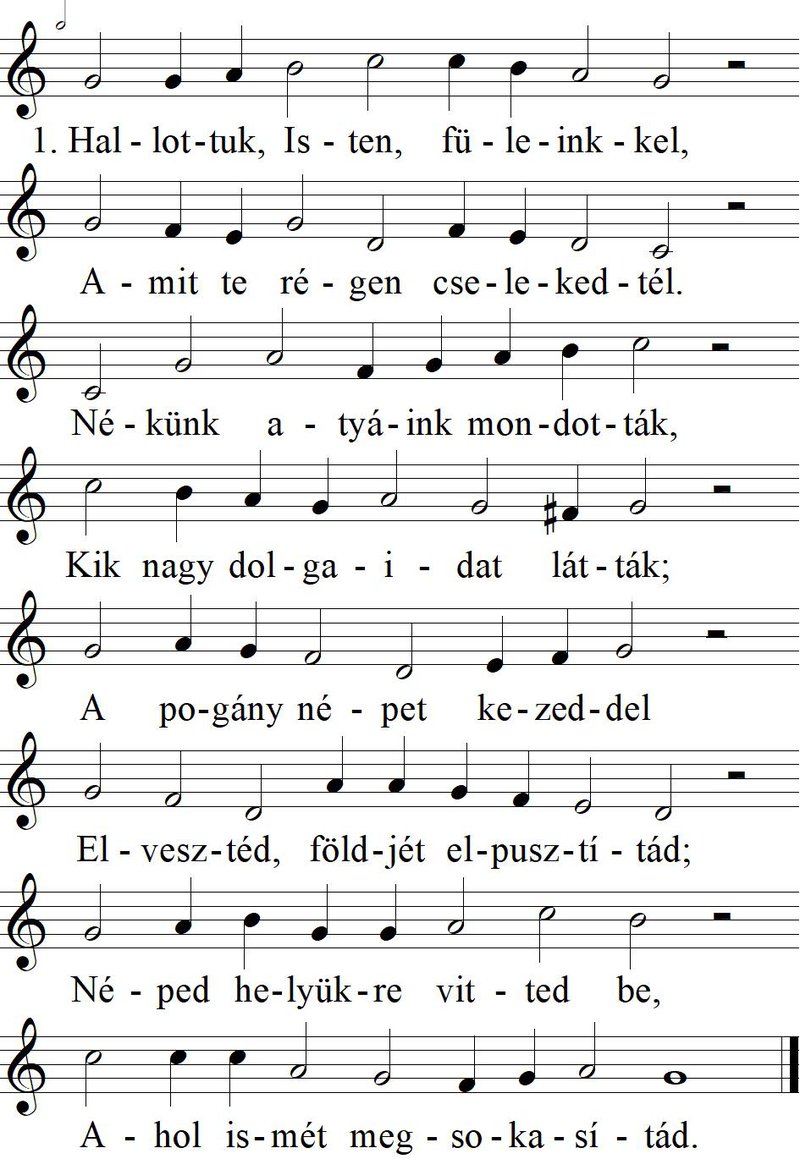 1. Hal - lot - tuk, Is - ten, fü - le - ink - kel,
A - mit te ré - gen cse - le - ked - tél.
Né - künk a - tyá - ink mon - dot - ták,
Kik nagy dol - ga - i - dat lát - ták;
A po - gány né - pet ke - zed - del
El - vesz - téd, föld - jét el - pusz - tí - tád;
Né - ped he - lyük - re vit - ted be,
A - hol is - mét meg - so - ka - sí - tád.